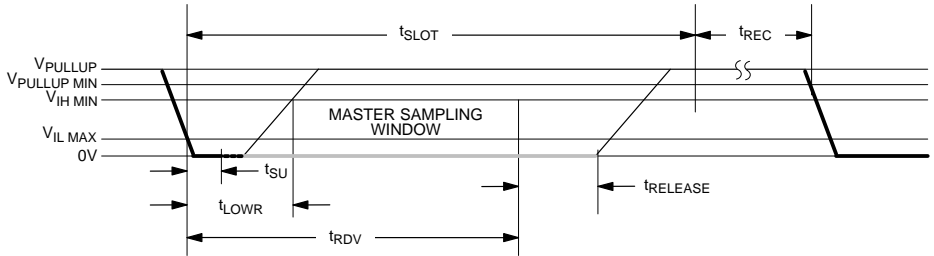 tSLOT
tREC
VPULLUP
VPULLUP MIN
VIH MIN
MASTER SAMPLING
WINDOW
VIL MAX
0V
tSU
tRELEASE
tLOWR
tRDV